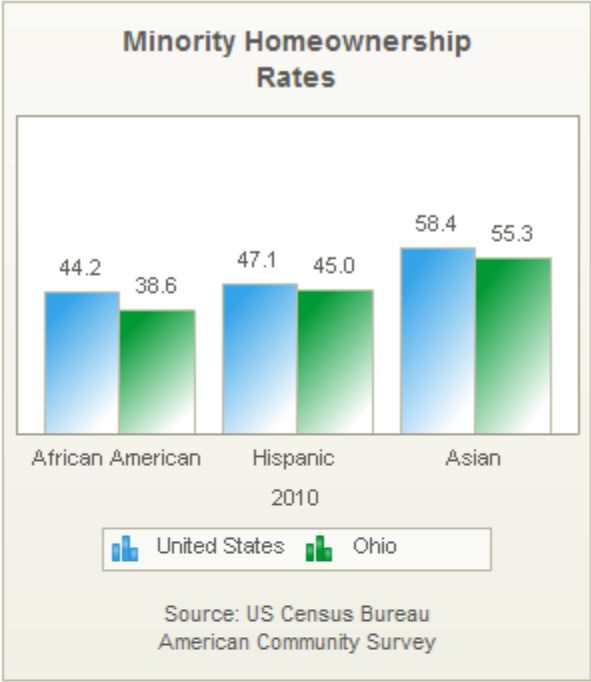 Minority Homeownership
Rates
44.2
38.6
47.1
45.0
58.4
55.3
African American
Hispanic
Asian
2010
United States
Ohio
Source: US Census Bureau
American Community Survey